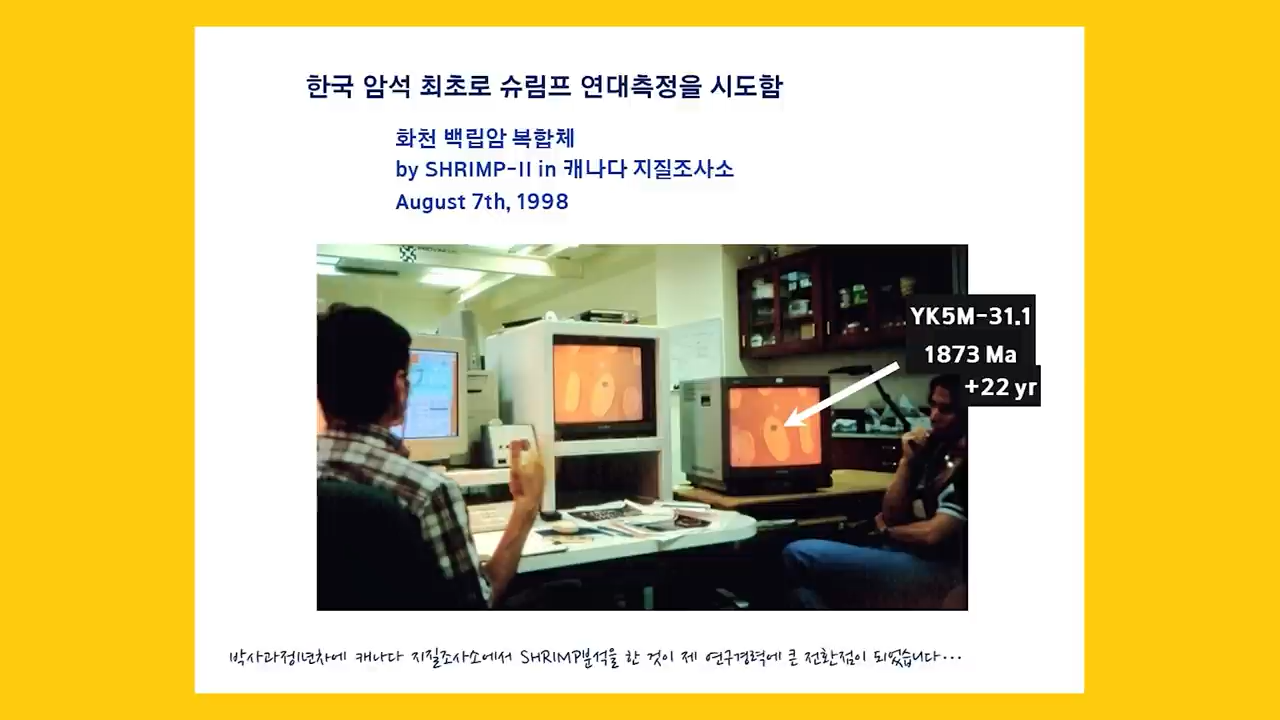 한국 암석 최초로 슈림프 연대측정을 시도함
화천 백립암 복합체
by SHRIMP-II in 캐나다 지질조사소
August 7th, 1998
YK5M-31.1
1873 Ma
+22 yr
박사과정1년차에 캐나다 지질조사소에서 SHRIMP분석을 한 것이 제 연구경력에 큰 전환점이 되었습니다...